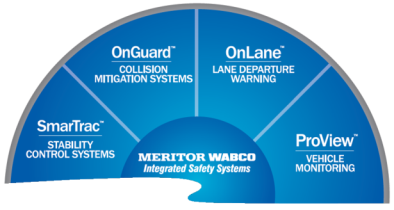 OnGuard™
COLLISION
MITIGATION SYSTEMS
OnLane™
LANE DEPARTURE
WARNING
SmarTrac™
STABILITY
CONTROL SYSTEMS
ProView™
VEHICLE
MONITORING
MERITOR WABCO
Integrated Safety Systems